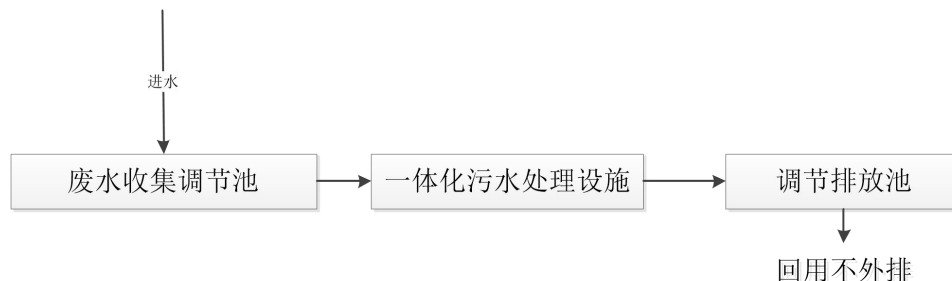 进水
废水收集调节池
一体化污水处理设施
调节排放池
回用不外排